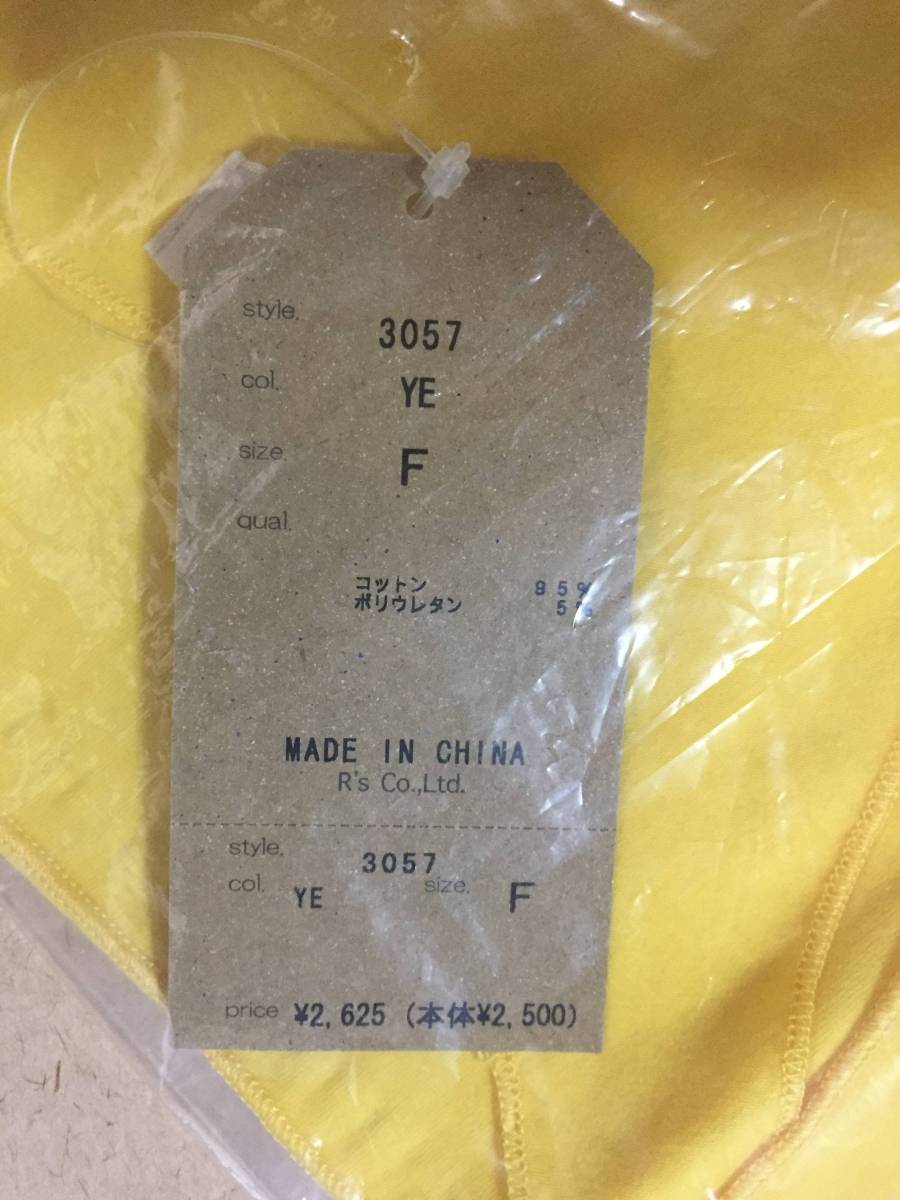 style. 3057
col. YE
size. F
qual.
コットン 95%
ポリウレタン 5%
MADE IN CHINA
R's Co.,Ltd.
style. 3057
col. YE size. F
price ¥2,625 (本体¥2,500)